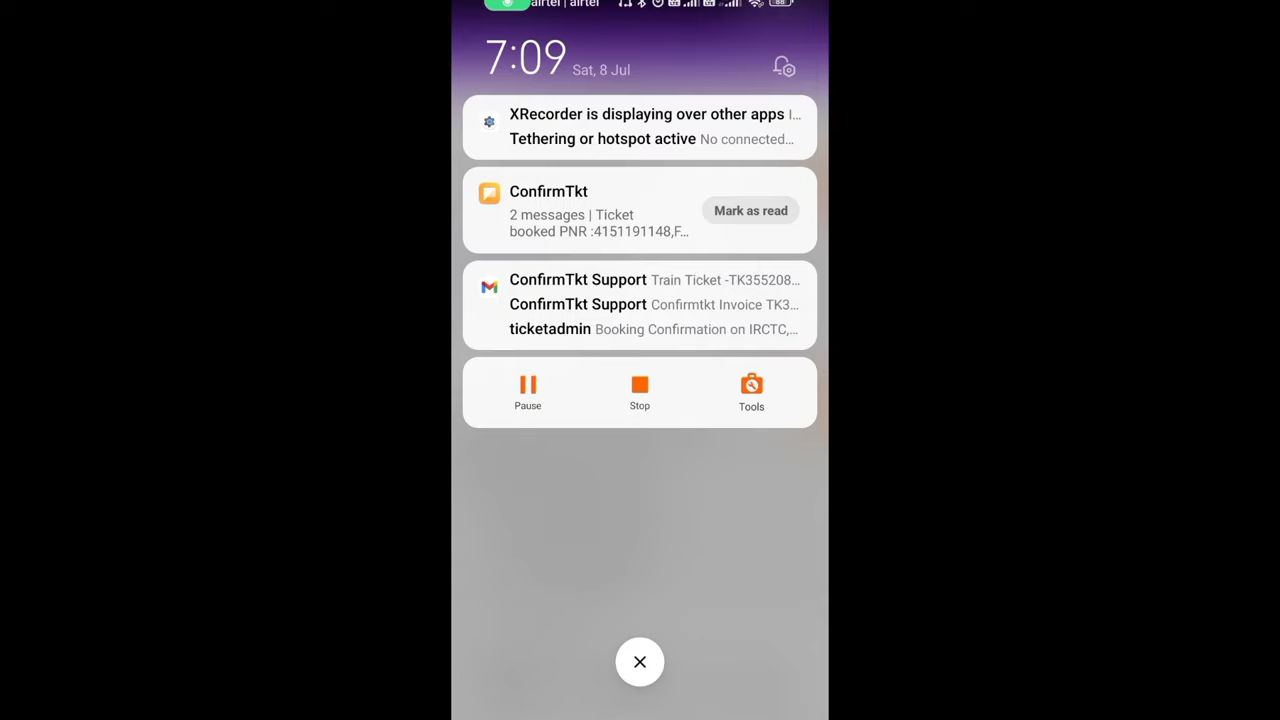 airtel | airtel
88
7:09 Sat, 8 Jul
XRecorder is displaying over other apps I...
Tethering or hotspot active No connected...
ConfirmTkt
2 messages | Ticket
booked PNR :4151191148,F...
Mark as read
ConfirmTkt Support Train Ticket -TK355208...
ConfirmTkt Support Confirmtkt Invoice TK3...
ticketadmin Booking Confirmation on IRCTC,...
Pause
Stop
Tools